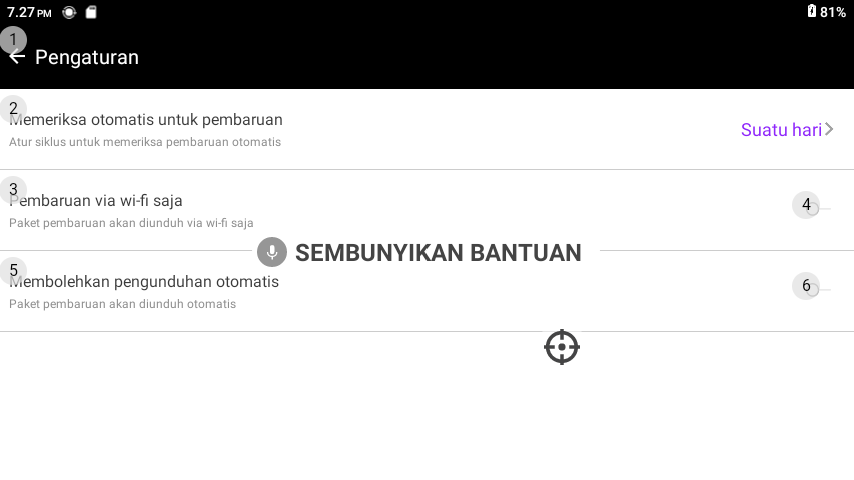 7.27 PM
81%
1
Pengaturan
2
Memeriksa otomatis untuk pembaruan
Atur siklus untuk memeriksa pembaruan otomatis
Suatu hari
3
Pembaruan via wi-fi saja
Paket pembaruan akan diunduh via wi-fi saja
4
SEMBUNYIKAN BANTUAN
5
Membolehkan pengunduhan otomatis
Paket pembaruan akan diunduh otomatis
6